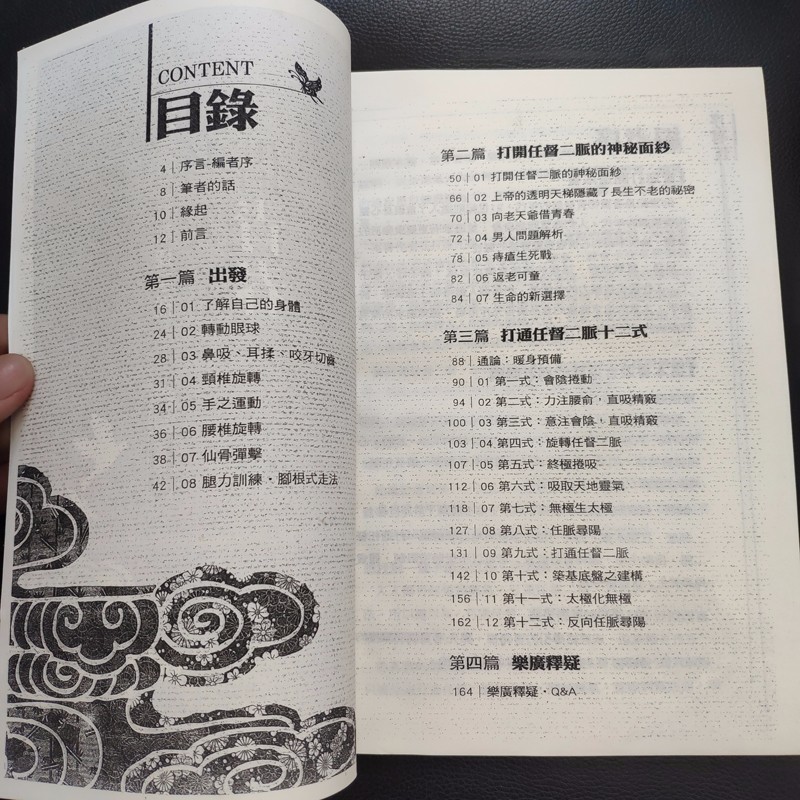 CONTENT
目錄
4 | 序言-編者序
8 | 筆者的話
10 | 緣起
12 | 前言
第一篇 出發
16 | 01 了解自己的身體
24 | 02 轉動眼球
28 | 03 鼻吸、耳揉、咬牙切齒
31 | 04 頸椎旋轉
34 | 05 手之運動
36 | 06 腰椎旋轉
38 | 07 仙骨彈擊
42 | 08 腿力訓練‧腳根式走法
第二篇 打開任督二脈的神秘面紗
50 | 01 打開任督二脈的神秘面紗
66 | 02 上帝的透明天梯隱藏了長生不老的祕密
70 | 03 向老天爺借青春
72 | 04 男人問題解析
78 | 05 痔瘡生死戰
82 | 06 返老可童
84 | 07 生命的新選擇
第三篇 打通任督二脈十二式
88 | 通論：暖身預備
90 | 01 第一式：會陰捲動
94 | 02 第二式：力注腰俞，直吸精竅
100 | 03 第三式：意注會陰，直吸精竅
103 | 04 第四式：旋轉任督二脈
107 | 05 第五式：終極捲吸
112 | 06 第六式：吸取天地靈氣
118 | 07 第七式：無極生太極
127 | 08 第八式：任脈尋陽
131 | 09 第九式：打通任督二脈
142 | 10 第十式：築基底盤之建構
156 | 11 第十一式：太極化無極
162 | 12 第十二式：反向任脈尋陽
第四篇 樂廣釋疑
164 | 樂廣釋疑‧Q&A